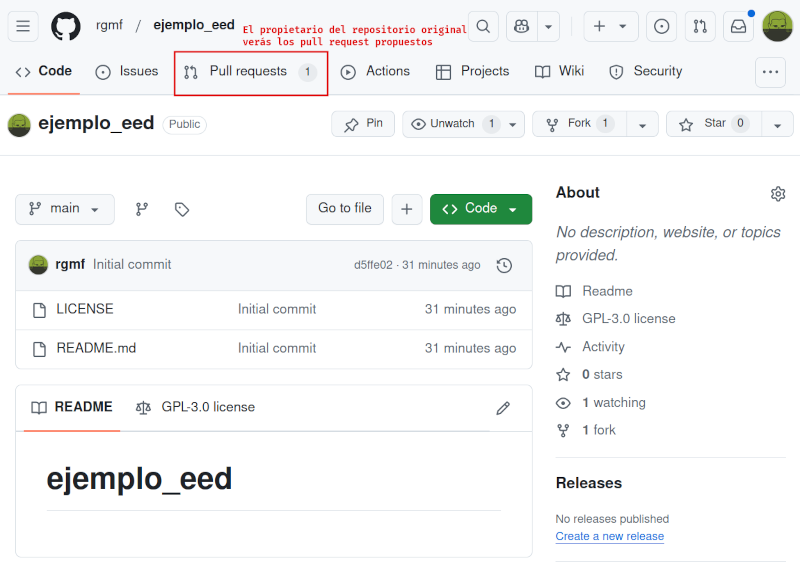 rgmf / ejemplo_eed
El propietario del repositorio original
verás los pull request propuestos
Code Issues Pull requests 1 Actions Projects Wiki Security
ejemplo_eed Public Pin Unwatch 1 Fork 1 Star 0
main Go to file Code
rgmf Initial commit d5ffe02 · 31 minutes ago
LICENSE Initial commit 31 minutes ago
README.md Initial commit 31 minutes ago
README GPL-3.0 license
ejemplo_eed
About
No description, website, or topics
provided.
Readme
GPL-3.0 license
Activity
0 stars
1 watching
1 fork
Releases
No releases published
Create a new release